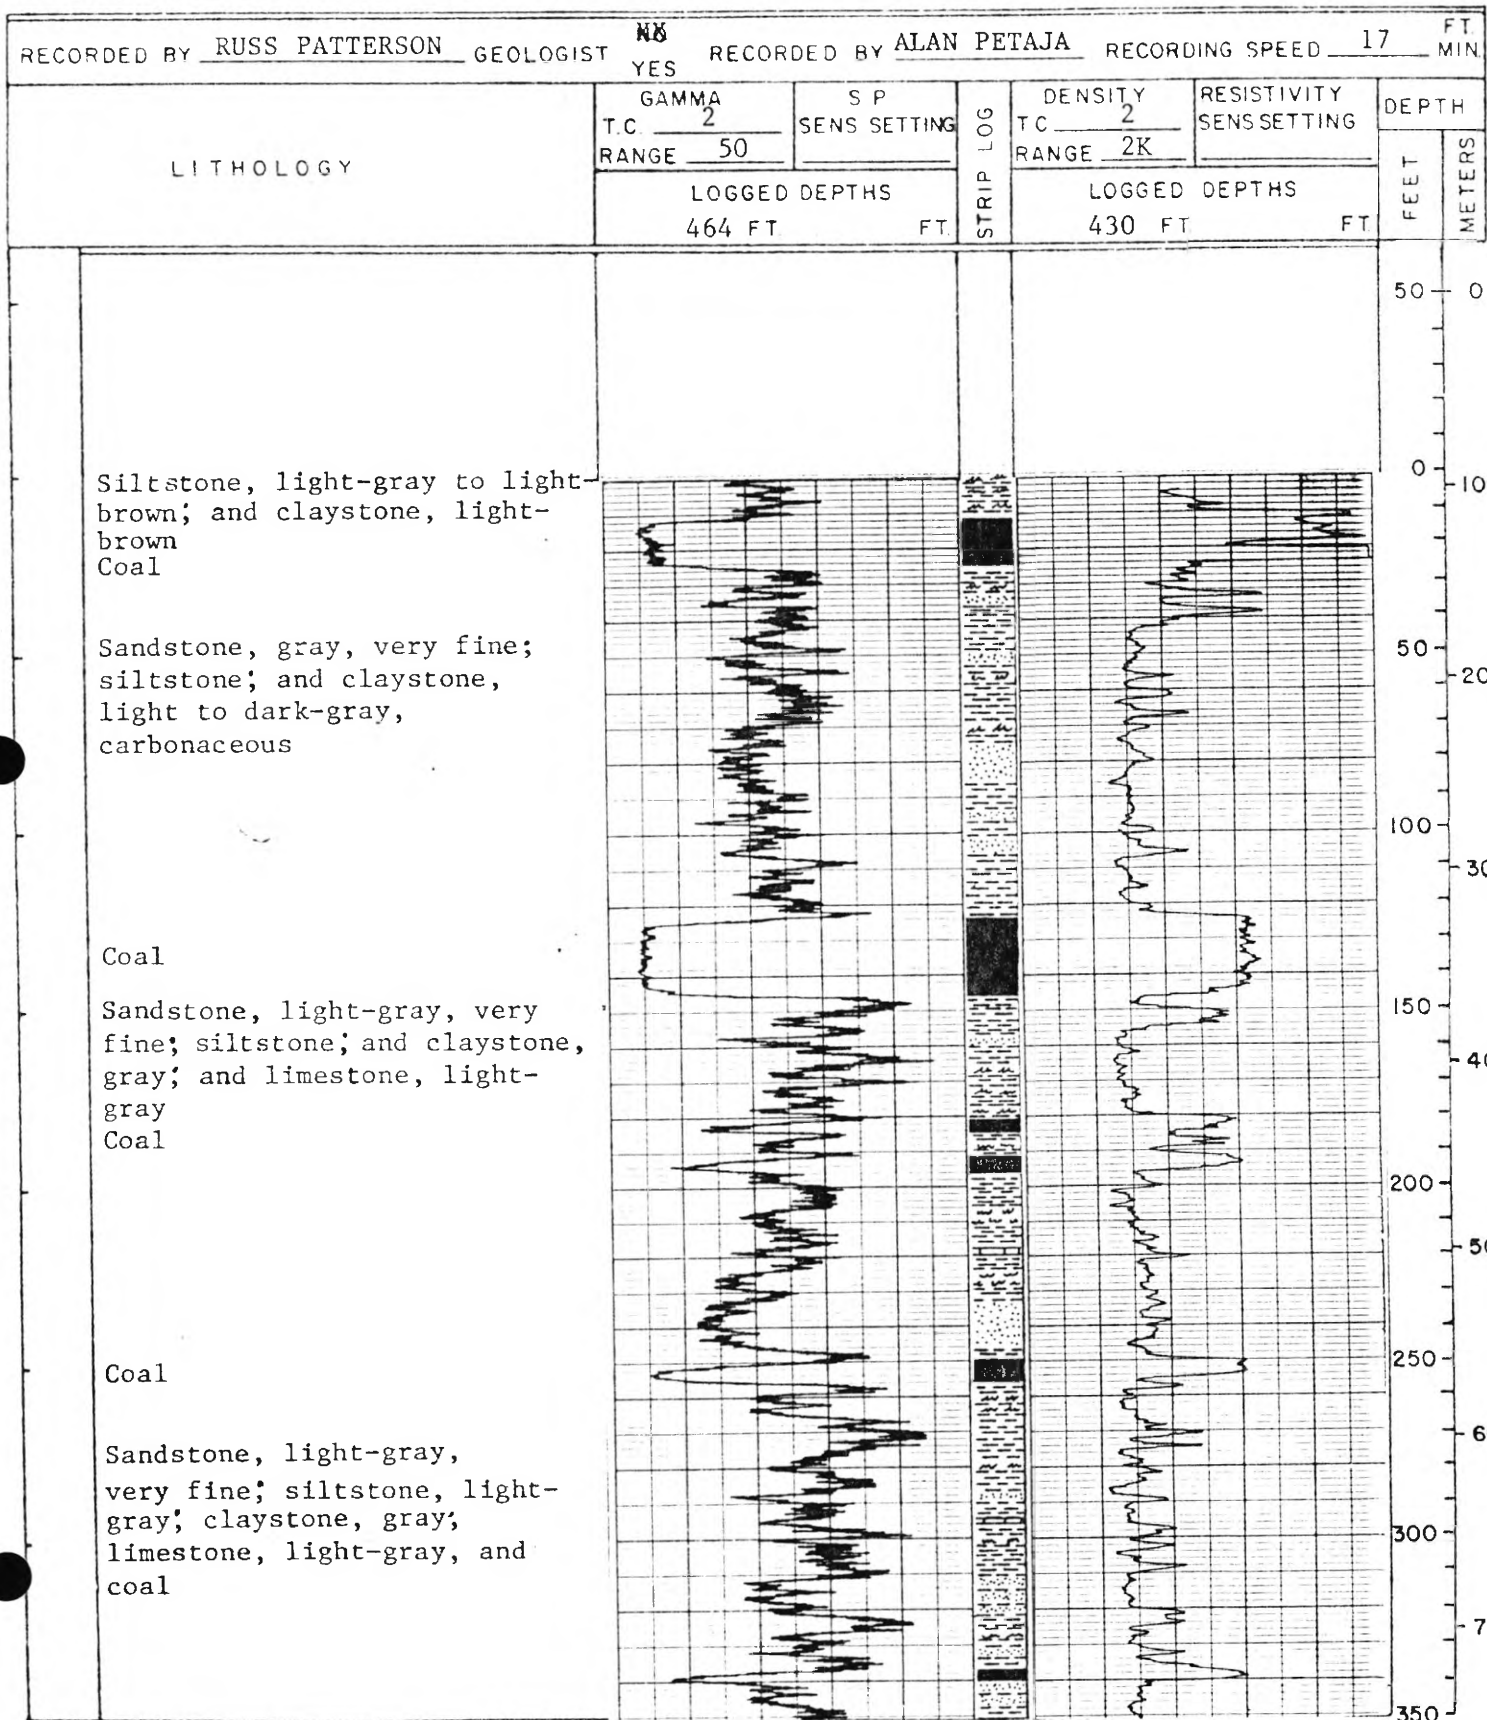 RECORDED BY RUSS PATTERSON GEOLOGIST NO YES RECORDED BY ALAN PETAJA RECORDING SPEED 17 FT. MIN.
LITHOLOGY
GAMMA
T.C. 2
RANGE 50
S P
SENS SETTING
LOGGED DEPTHS
464 FT. FT.
STRIP LOG
DENSITY
T C 2
RANGE 2K
RESISTIVITY
SENS SETTING
LOGGED DEPTHS
430 FT. FT.
DEPTH
FEET
METERS
50 0
Siltstone, light-gray to light-
brown; and claystone, light-
brown
Coal
0
10
Sandstone, gray, very fine;
siltstone; and claystone,
light to dark-gray,
carbonaceous
50
20
100
30
Coal
Sandstone, light-gray, very
fine; siltstone; and claystone,
gray; and limestone, light-
gray
Coal
150
40
200
50
Coal
250
6
Sandstone, light-gray,
very fine; siltstone, light-
gray; claystone, gray;
limestone, light-gray, and
coal
300
7
350